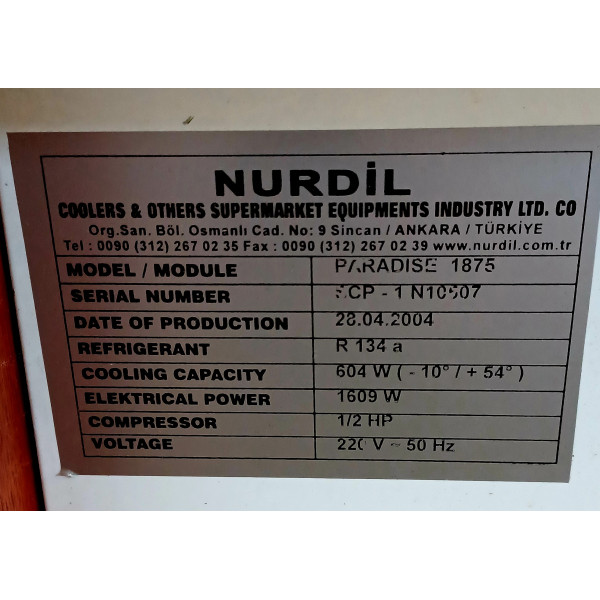 NURDİL
COOLERS & OTHERS SUPERMARKET EQUIPMENTS INDUSTRY LTD. CO
Org.San. Böl. Osmanlı Cad. No: 9 Sincan / ANKARA / TÜRKİYE
Tel : 0090 (312) 267 02 35 Fax : 0090 (312) 267 02 39 www.nurdil.com.tr
MODEL / MODULE PARADISE 1875
SERIAL NUMBER - 1
DATE OF PRODUCTION 28.04.2004
REFRIGERANT R 134 a
COOLING CAPACITY 604 W ( - 10° / + 54° )
ELEKTRICAL POWER 1609 W
COMPRESSOR 1/2 HP
VOLTAGE 220 V ~ 50 Hz